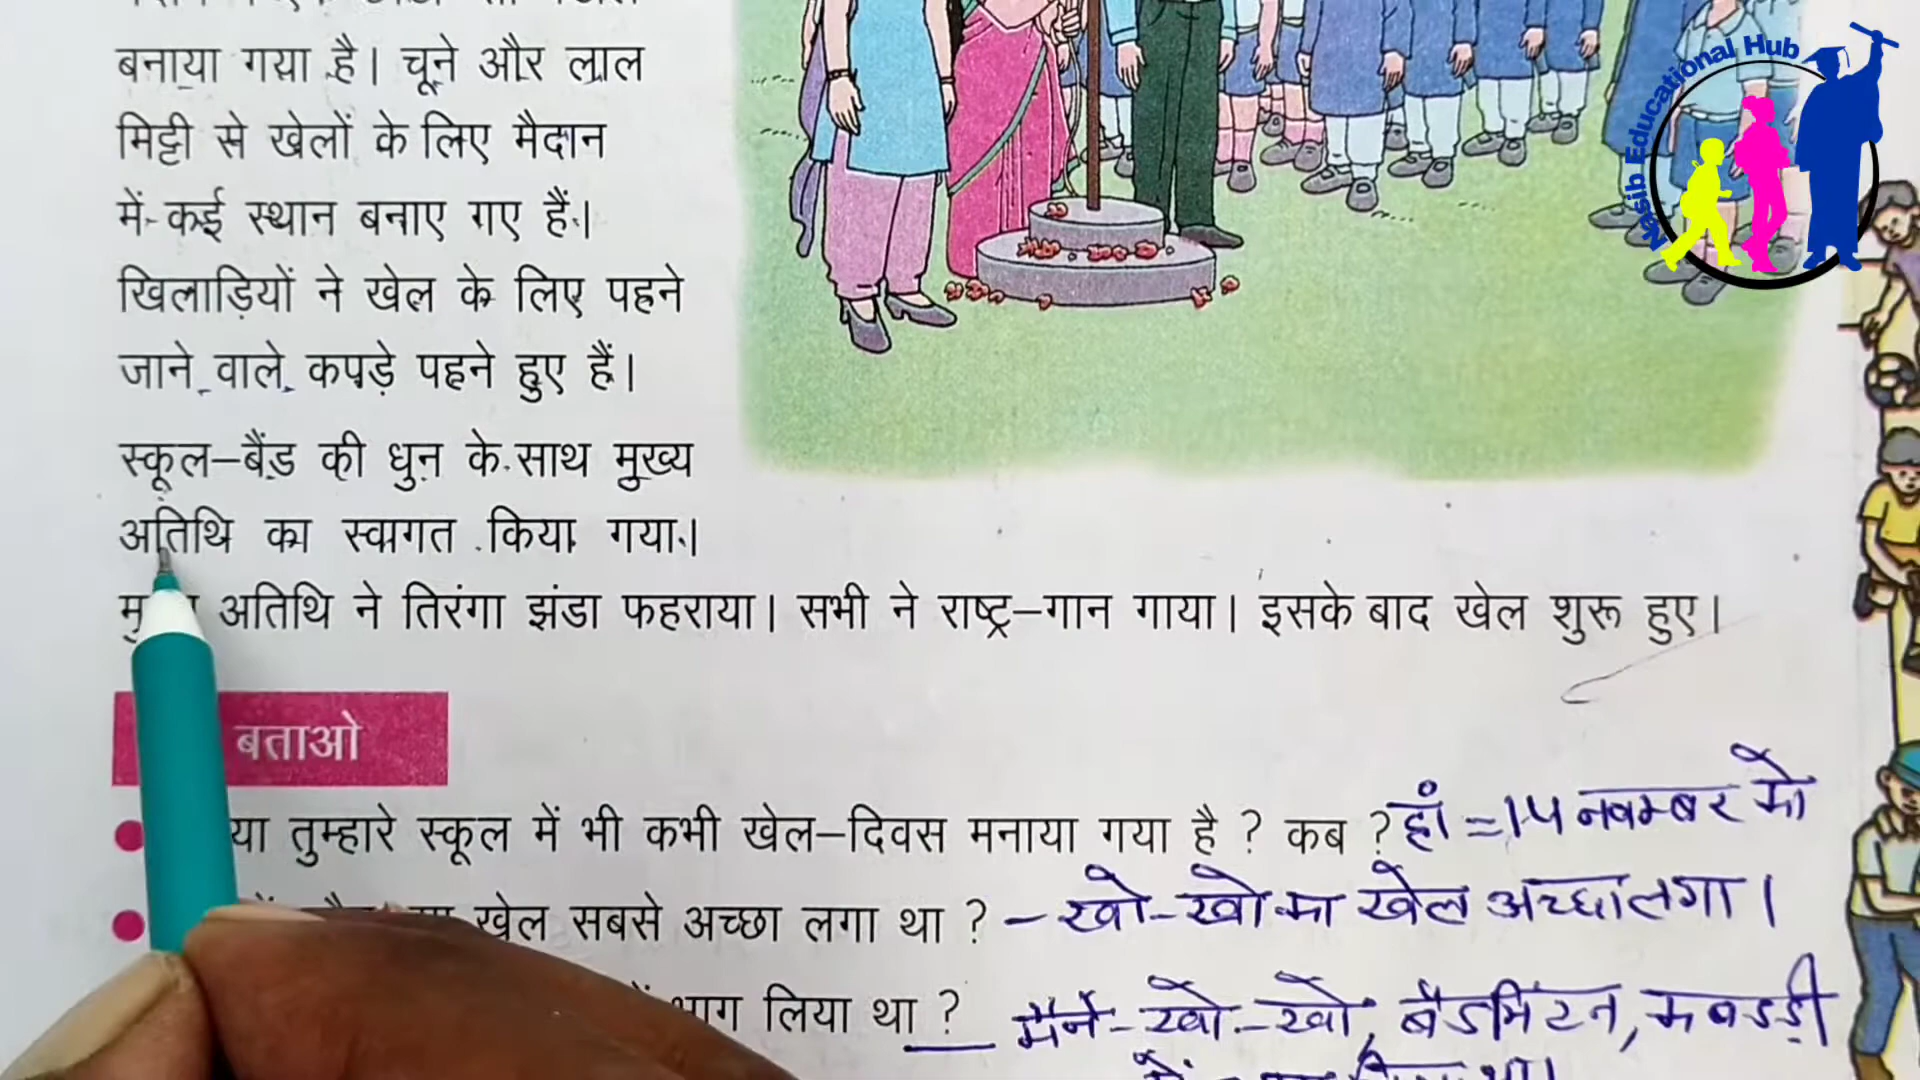 बनाया गया है। चूने और लाल
मिट्टी से खेलों के लिए मैदान
में कई स्थान बनाए गए हैं।
खिलाड़ियों ने खेल के लिए पहने
जाने वाले कपड़े पहने हुए हैं।
स्कूल–बैंड की धुन के साथ मुख्य
अतिथि का स्वागत किया गया।
अतिथि ने तिरंगा झंडा फहराया। सभी ने राष्ट्र–गान गाया। इसके बाद खेल शुरू हुए।
बताओ
तुम्हारे स्कूल में भी कभी खेल–दिवस मनाया गया है ? कब ? हां = 14 नवम्बर को
खेल सबसे अच्छा लगा था ? – खो-खो का खेल अच्छा लगा।
भाग लिया था ? मैने - खो-खो, बैडमिंटन, कबड्डी
Nasib Educational Hub